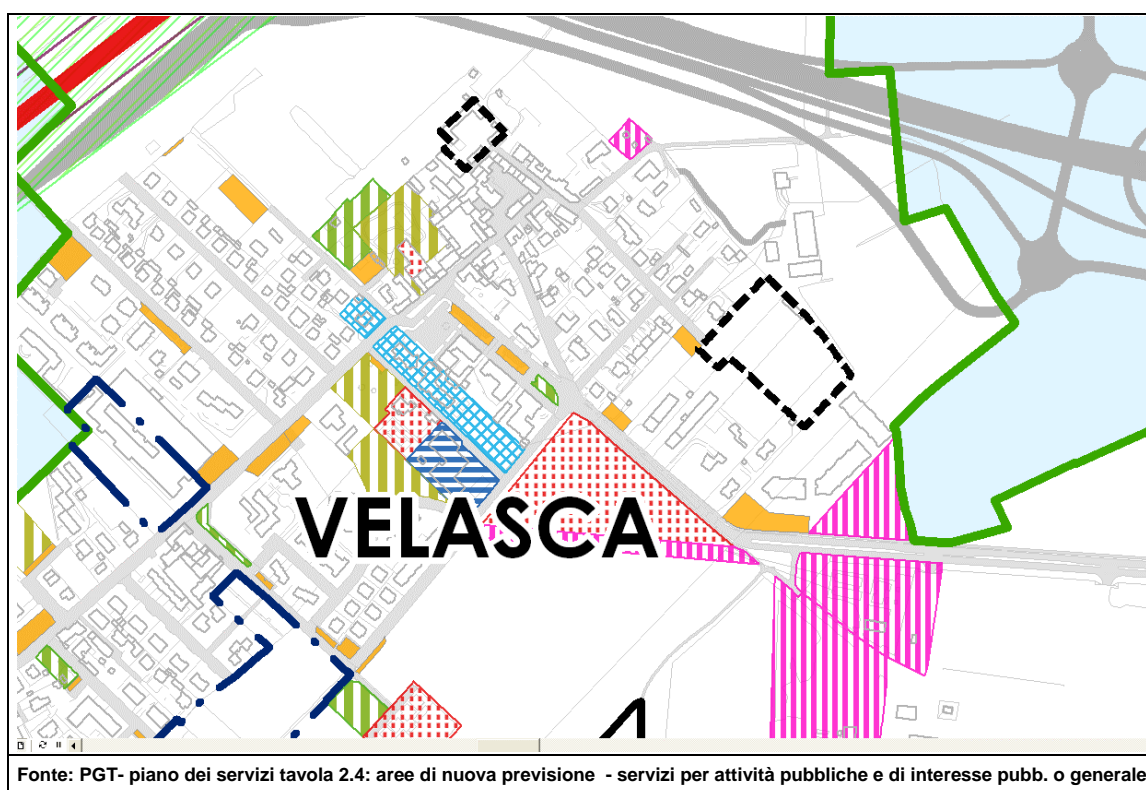 VELASCA
Fonte: PGT- piano dei servizi tavola 2.4: aree di nuova previsione - servizi per attività pubbliche e di interesse pubb. o generale